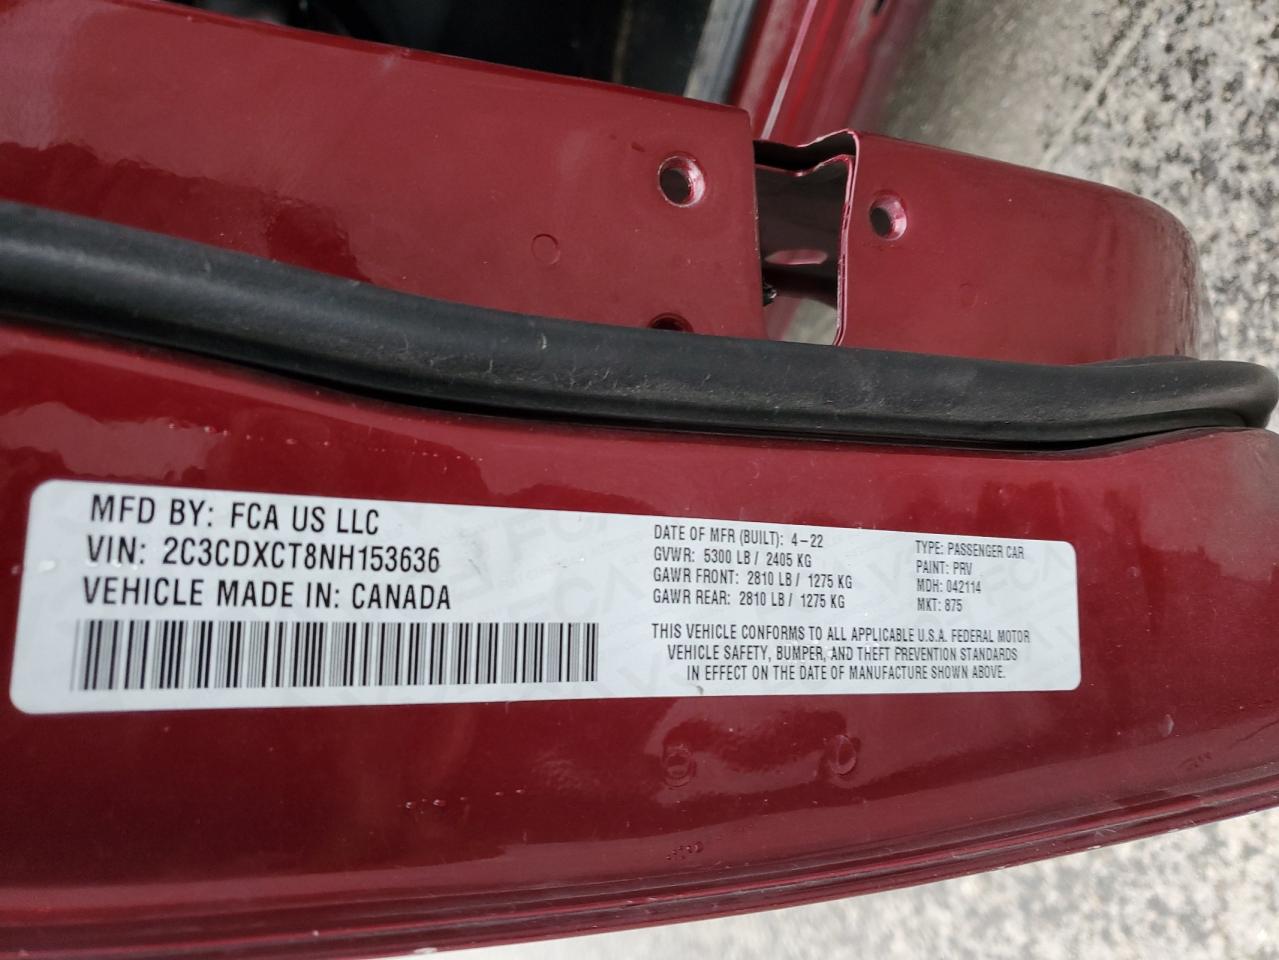 MFD BY: FCA US LLC
VIN: 2C3CDXCT8NH153636
VEHICLE MADE IN: CANADA
DATE OF MFR (BUILT): 4-22
GVWR: 5300 LB / 2405 KG
GAWR FRONT: 2810 LB / 1275 KG
GAWR REAR: 2810 LB / 1275 KG
TYPE: PASSENGER CAR
PAINT: PRV
MDH: 042114
MKT: 875
THIS VEHICLE CONFORMS TO ALL APPLICABLE U.S.A. FEDERAL MOTOR
VEHICLE SAFETY, BUMPER, AND THEFT PREVENTION STANDARDS
IN EFFECT ON THE DATE OF MANUFACTURE SHOWN ABOVE.